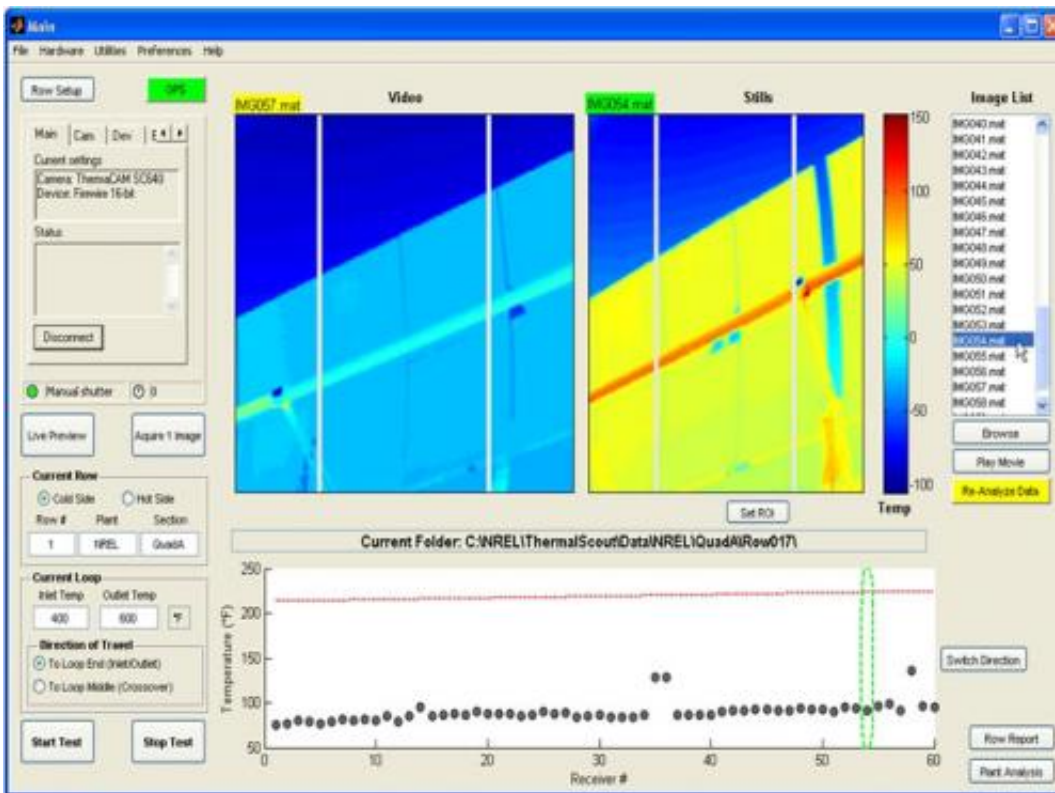 Main
File Hardware Utilities Preferences Help
Row Setup
GPS
Main Cam Dev E
Current settings
Camera: ThermaCAM SC640
Device: Firewire 16-bit
Status
Disconnect
Manual shutter 0
Live Preview
Aquire 1 Image
Current Row
Cold Side Hot Side
Row # Plant Section
1 NREL QuadA
Current Loop
Inlet Temp Outlet Temp
400 600 °F
Direction of Travel
To Loop End (Inlet/Outlet)
To Loop Middle (Crossover)
Start Test
Stop Test
IMG057.mat
Video
IMG054.mat
Stills
150
100
50
0
-50
-100
Temp
Set ROI
Image List
IMG040.mat
IMG041.mat
IMG042.mat
IMG043.mat
IMG044.mat
IMG045.mat
IMG046.mat
IMG047.mat
IMG048.mat
IMG049.mat
IMG050.mat
IMG051.mat
IMG052.mat
IMG053.mat
IMG054.mat
IMG055.mat
IMG056.mat
IMG057.mat
IMG058.mat
Browse
Play Movie
Re-Analyze Data
Current Folder: C:\NREL\ThermalScout\Data\NREL\QuadA\Row017\
Temperature (°F)
250
200
150
100
50
0 10 20 30 40 50 60
Receiver #
Switch Direction
Row Report
Plant Analysis